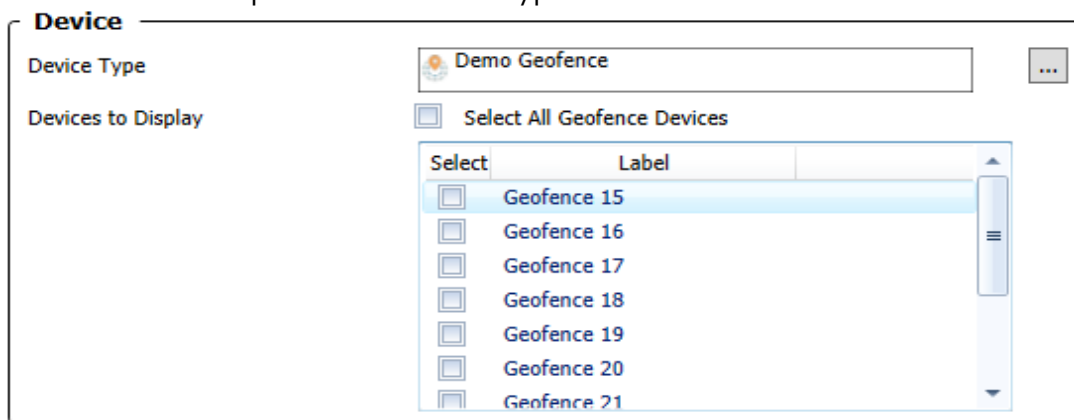 Device
Device Type
Demo Geofence
...
Devices to Display
Select All Geofence Devices
Select Label
Geofence 15
Geofence 16
Geofence 17
Geofence 18
Geofence 19
Geofence 20
Geofence 21